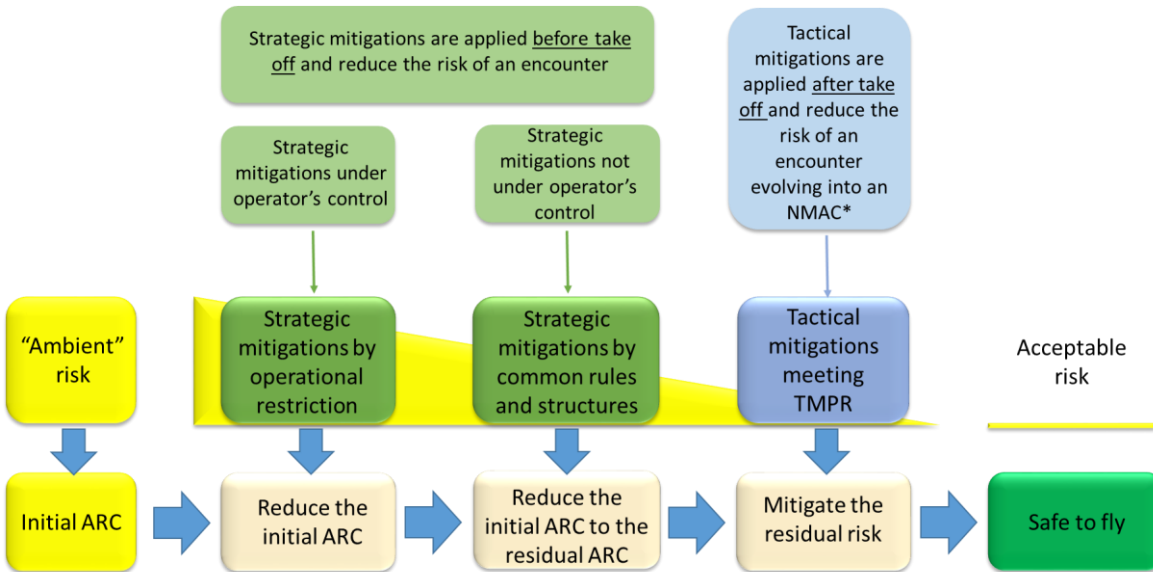 Strategic mitigations are applied before take
off and reduce the risk of an encounter
Tactical
mitigations are
applied after take
off and reduce the
risk of an
encounter
evolving into an
NMAC*
Strategic
mitigations under
operator's control
Strategic
mitigations not
under operator's
control
"Ambient"
risk
Strategic
mitigations by
operational
restriction
Strategic
mitigations by
common rules
and structures
Tactical
mitigations
meeting
TMPR
Acceptable
risk
Initial ARC
Reduce the
initial ARC
Reduce the
initial ARC to the
residual ARC
Mitigate the
residual risk
Safe to fly